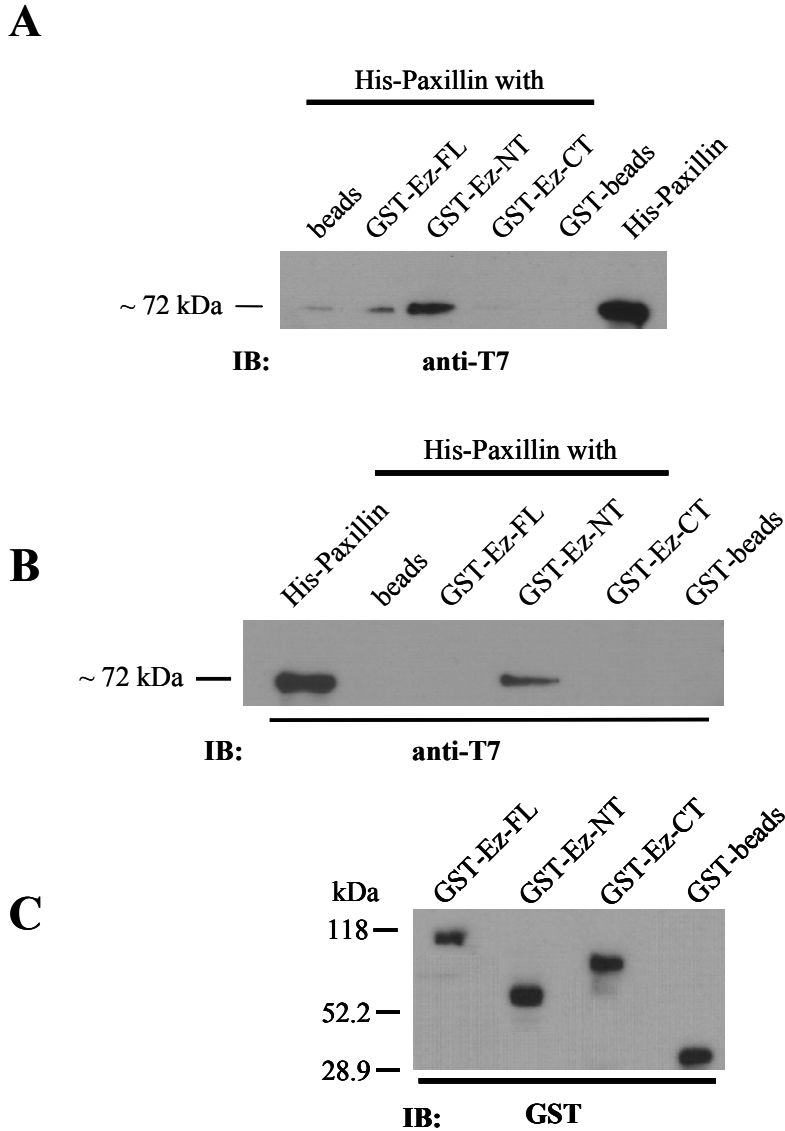 A
His-Paxillin with
beads GST-Ez-FL GST-Ez-NT GST-Ez-CT GST-beads His-Paxillin
~ 72 kDa
IB: anti-T7
His-Paxillin with
B
His-Paxillin beads GST-Ez-FL GST-Ez-NT GST-Ez-CT GST-beads
~ 72 kDa
IB: anti-T7
GST-Ez-FL GST-Ez-NT GST-Ez-CT GST-beads
C
kDa
118
52.2
28.9
IB: GST